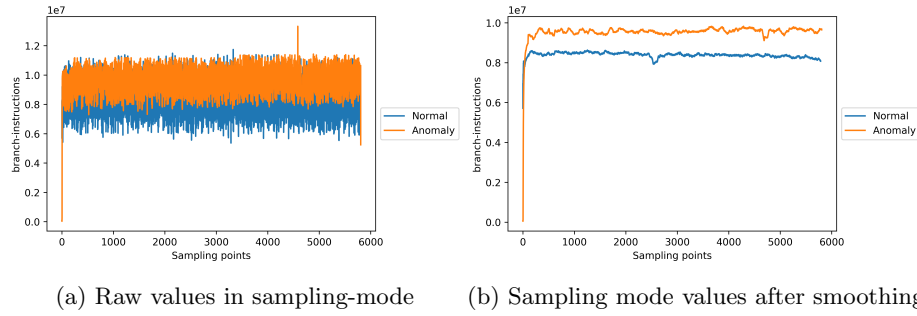 1e7
1.2
1.0
0.8
0.6
0.4
0.2
0.0
branch-instructions
0 1000 2000 3000 4000 5000 6000
Sampling points
Normal
Anomaly
(a) Raw values in sampling-mode
1e7
1.0
0.8
0.6
0.4
0.2
0.0
branch-instructions
0 1000 2000 3000 4000 5000 6000
Sampling points
Normal
Anomaly
(b) Sampling mode values after smoothing